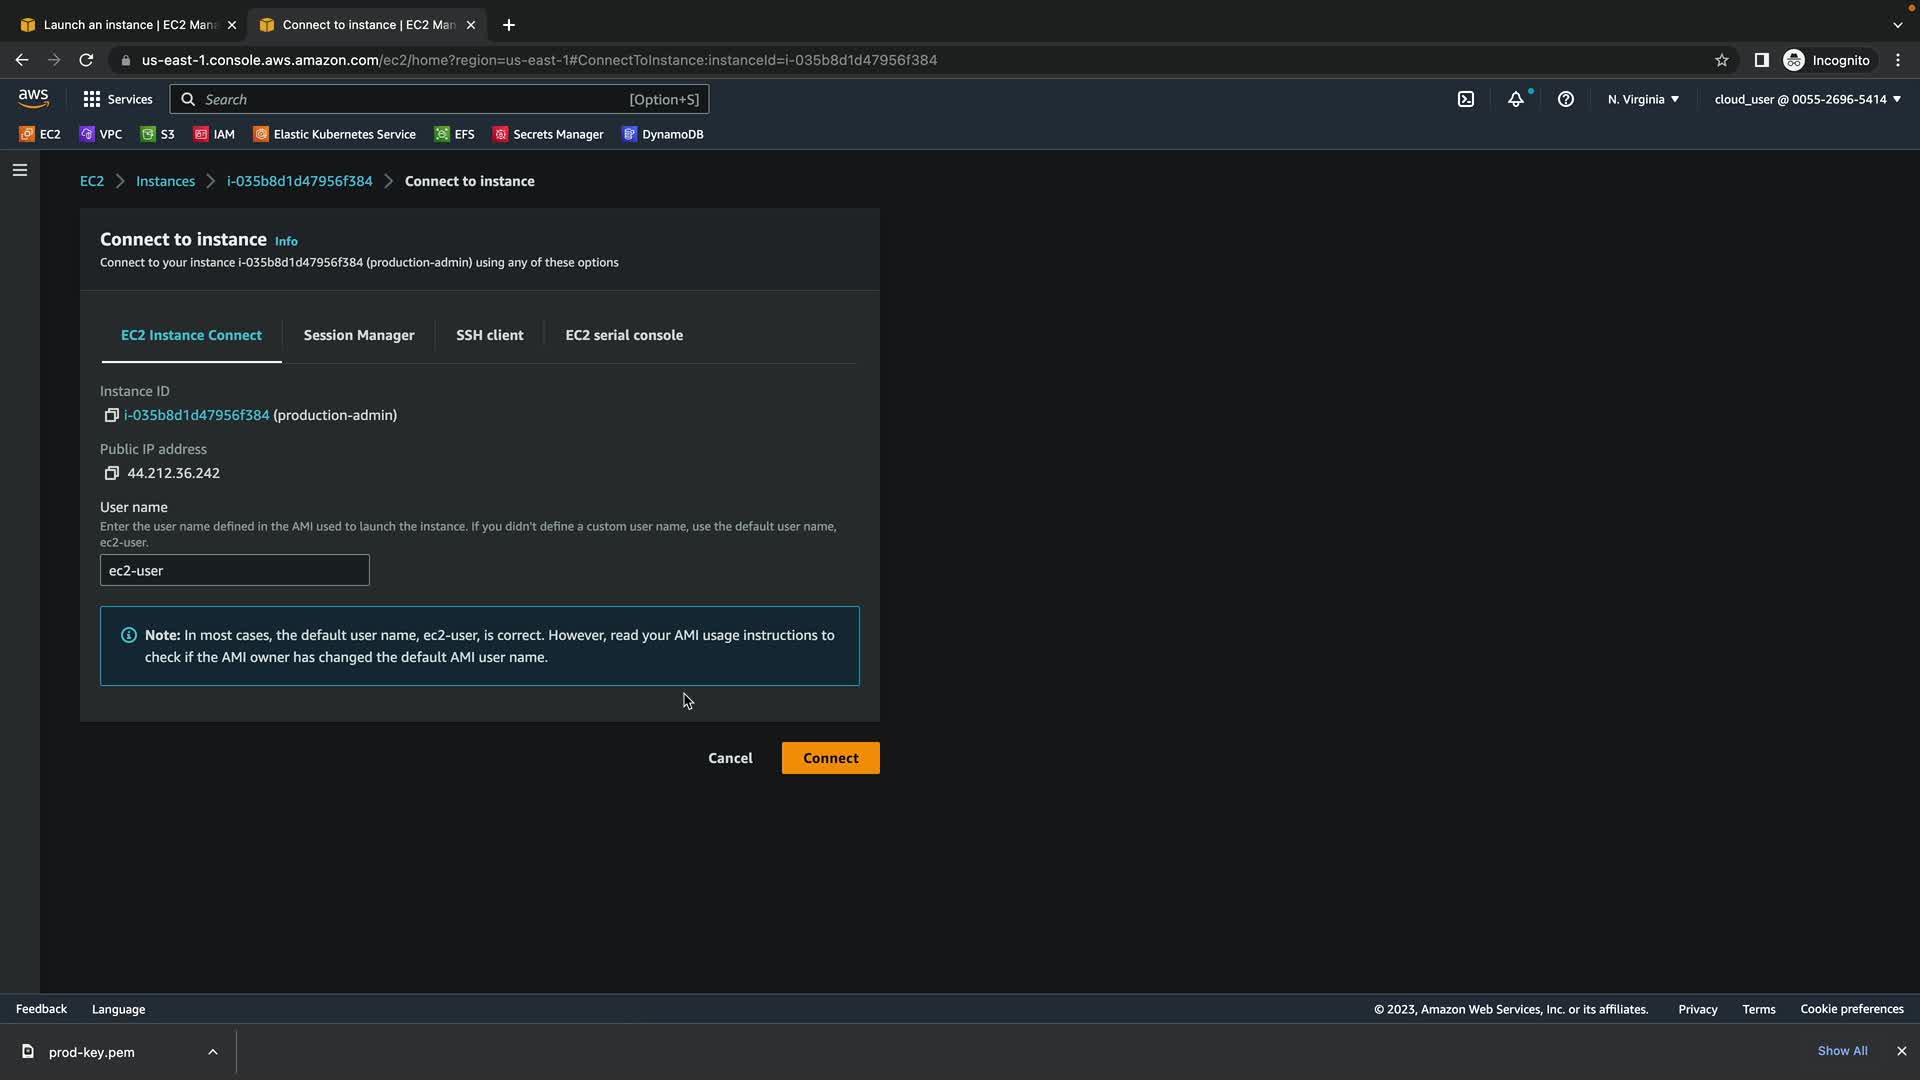 Launch an instance | EC2 Man
Connect to instance | EC2 Man
us-east-1.console.aws.amazon.com/ec2/home?region=us-east-1#ConnectToInstance:instanceId=i-035b8d1d47956f384
Incognito
aws
Services
Search
[Option+S]
N. Virginia
cloud_user @ 0055-2696-5414
EC2
VPC
S3
IAM
Elastic Kubernetes Service
EFS
Secrets Manager
DynamoDB
EC2
Instances
i-035b8d1d47956f384
Connect to instance
Connect to instance Info
Connect to your instance i-035b8d1d47956f384 (production-admin) using any of these options
EC2 Instance Connect
Session Manager
SSH client
EC2 serial console
Instance ID
i-035b8d1d47956f384 (production-admin)
Public IP address
44.212.36.242
User name
Enter the user name defined in the AMI used to launch the instance. If you didn't define a custom user name, use the default user name,
ec2-user.
ec2-user
Note: In most cases, the default user name, ec2-user, is correct. However, read your AMI usage instructions to
check if the AMI owner has changed the default AMI user name.
Cancel
Connect
Feedback
Language
© 2023, Amazon Web Services, Inc. or its affiliates.
Privacy
Terms
Cookie preferences
prod-key.pem
Show All